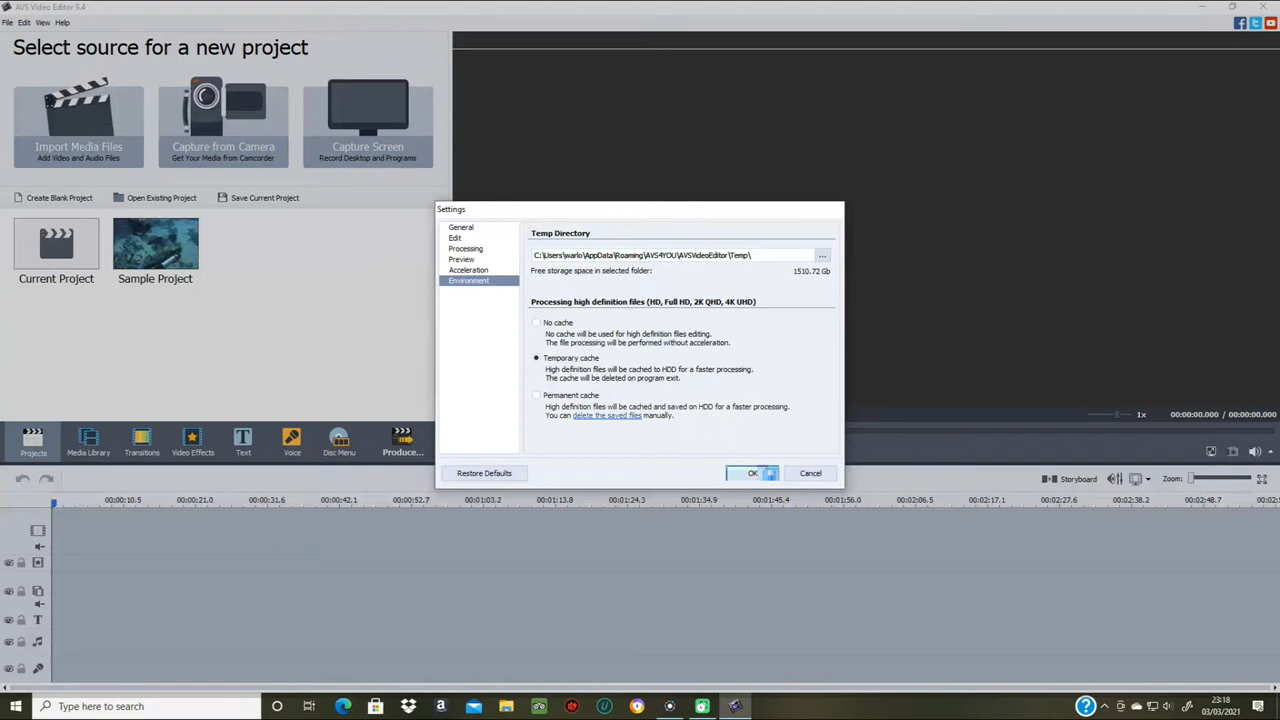 AVS Video Editor 9.4
File Edit View Help
Select source for a new project
Import Media Files
Add Video and Audio Files
Capture from Camera
Get Your Media from Camcorder
Capture Screen
Record Desktop and Programs
Create Blank Project
Open Existing Project
Save Current Project
Current Project
Sample Project
Settings
General
Edit
Processing
Preview
Acceleration
Environment
Temp Directory
C:\Users\warlo\AppData\Roaming\AVS4YOU\AVSVideoEditor\Temp\
...
Free storage space in selected folder:
1510.72 Gb
Processing high definition files (HD, Full HD, 2K QHD, 4K UHD)
No cache
No cache will be used for high definition files editing.
The file processing will be performed without acceleration.
Temporary cache
High definition files will be cached to HDD for a faster processing.
The cache will be deleted on program exit.
Permanent cache
High definition files will be cached and saved on HDD for a faster processing.
You can delete the saved files manually.
Restore Defaults
OK
Cancel
1x
00:00:00.000 / 00:00:00.000
Projects
Media Library
Transitions
Video Effects
Text
Voice
Disc Menu
Produce...
Storyboard
Zoom:
00:00:10.5 00:00:21.0 00:00:31.6 00:00:42.1 00:00:52.7 00:01:03.2 00:01:13.8 00:01:24.3 00:01:34.9 00:01:45.4 00:01:56.0 00:02:06.5 00:02:17.1 00:02:27.6 00:02:38.2 00:02:48.7 00:02:5
Type here to search
23:18
03/03/2021